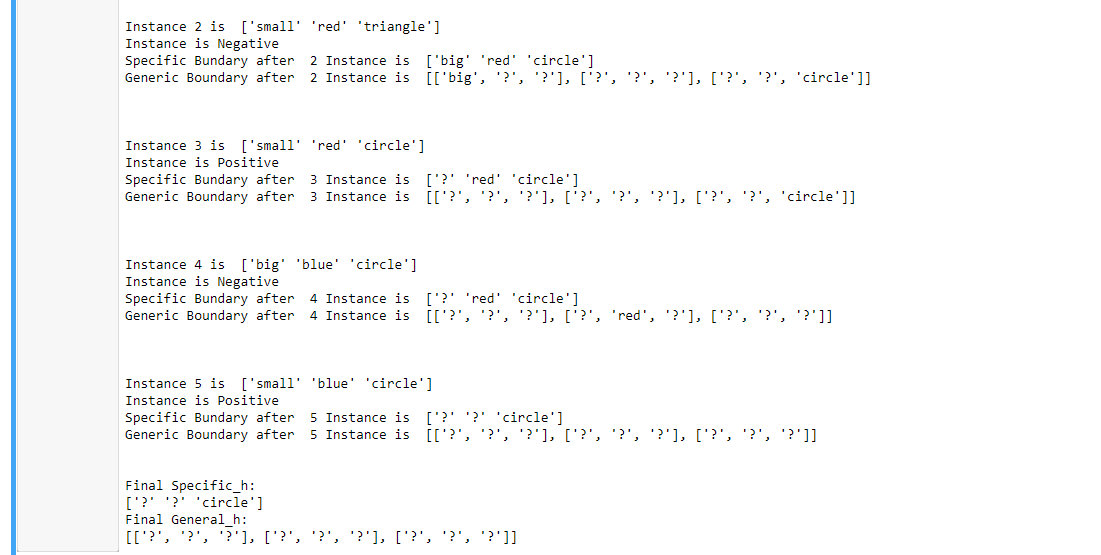 Instance 2 is  ['small' 'red' 'triangle']
Instance is Negative
Specific Bundary after  2 Instance is  ['big' 'red' 'circle']
Generic Boundary after  2 Instance is  [['big', '?', '?'], ['?', '?', '?'], ['?', '?', 'circle']]
Instance 3 is  ['small' 'red' 'circle']
Instance is Positive
Specific Bundary after  3 Instance is  ['?' 'red' 'circle']
Generic Boundary after  3 Instance is  [['?', '?', '?'], ['?', '?', '?'], ['?', '?', 'circle']]
Instance 4 is  ['big' 'blue' 'circle']
Instance is Negative
Specific Bundary after  4 Instance is  ['?' 'red' 'circle']
Generic Boundary after  4 Instance is  [['?', '?', '?'], ['?', 'red', '?'], ['?', '?', '?']]
Instance 5 is  ['small' 'blue' 'circle']
Instance is Positive
Specific Bundary after  5 Instance is  ['?' '?' 'circle']
Generic Boundary after  5 Instance is  [['?', '?', '?'], ['?', '?', '?'], ['?', '?', '?']]
Final Specific_h:
['?' '?' 'circle']
Final General_h:
[['?', '?', '?'], ['?', '?', '?'], ['?', '?', '?']]